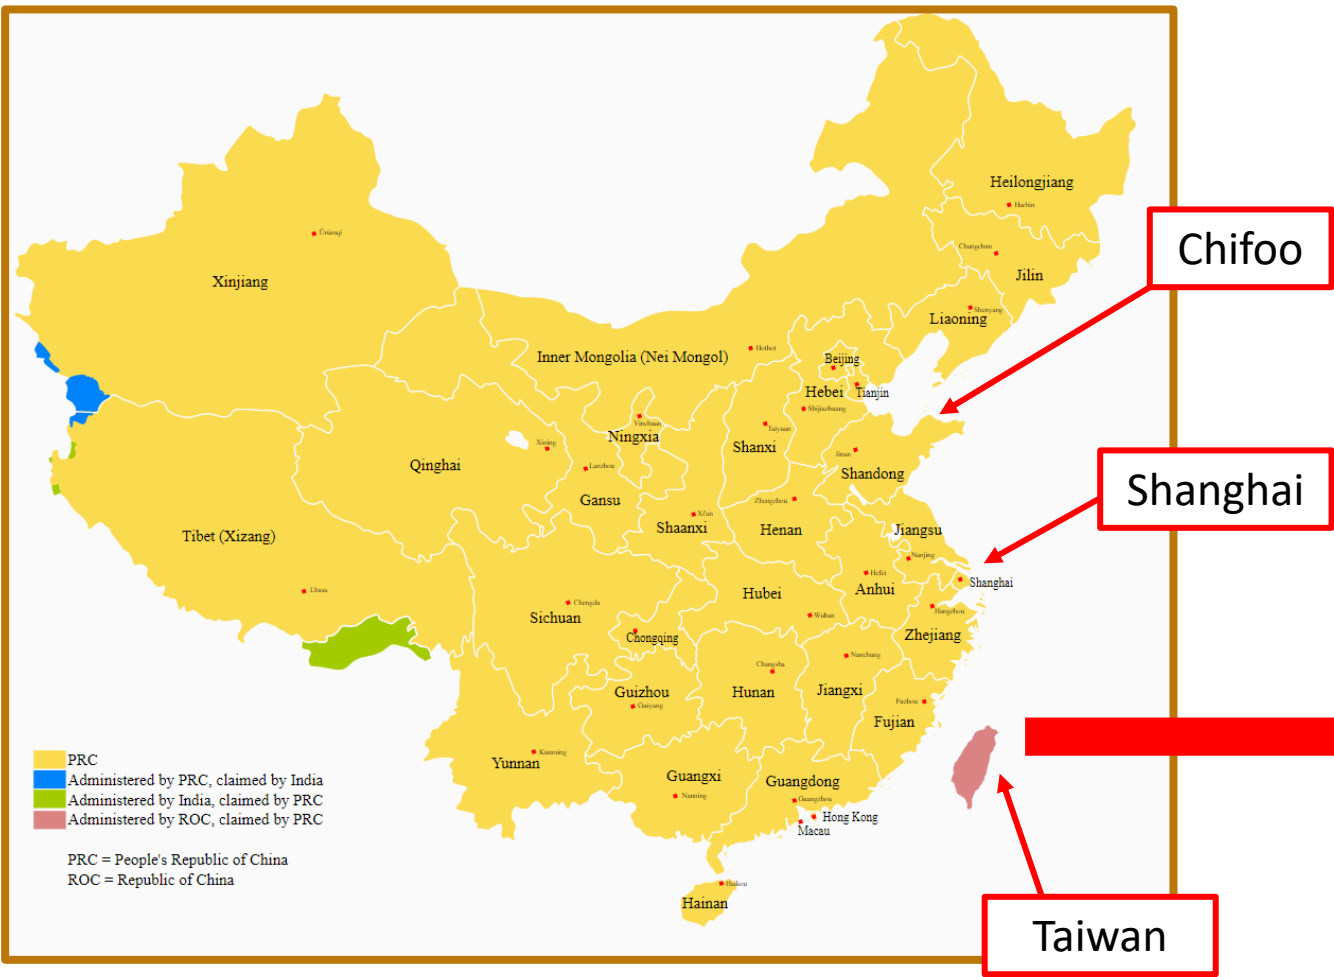 Heilongjiang
Harbin
Chifoo
Ürümqi
Changchun
Jilin
Xinjiang
Shenyang
Liaoning
Hohhot
Inner Mongolia (Nei Mongol)
Beijing
Hebei
Tianjin
Shijiazhuang
Yinchuan
Ningxia
Taiyuan
Shanxi
Xining
Jinan
Qinghai
Lanzhou
Shandong
Shanghai
Gansu
Zhengzhou
Xi'an
Shaanxi
Henan
Jiangsu
Tibet (Xizang)
Nanjing
Hefei
Shanghai
Anhui
Lhasa
Hubei
Chengdu
Hangzhou
Sichuan
Wuhan
Chongqing
Zhejiang
Nanchang
Changsha
Guizhou
Hunan
Jiangxi
Guiyang
Fuzhou
Fujian
Kunming
Yunnan
Guangxi
Guangdong
Nanning
Guangzhou
Hong Kong
Macau
PRC
Administered by PRC, claimed by India
Administered by India, claimed by PRC
Administered by ROC, claimed by PRC
PRC = People's Republic of China
ROC = Republic of China
Haikou
Hainan
Taiwan